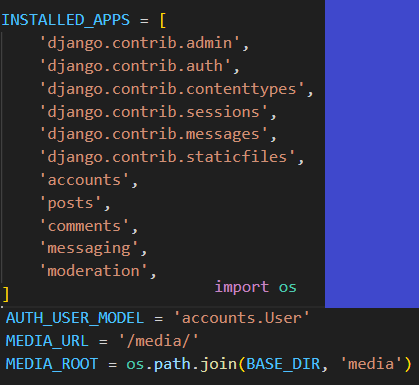 INSTALLED_APPS = [
    'django.contrib.admin',
    'django.contrib.auth',
    'django.contrib.contenttypes',
    'django.contrib.sessions',
    'django.contrib.messages',
    'django.contrib.staticfiles',
    'accounts',
    'posts',
    'comments',
    'messaging',
    'moderation',
import os
]
AUTH_USER_MODEL = 'accounts.User'
MEDIA_URL = '/media/'
MEDIA_ROOT = os.path.join(BASE_DIR, 'media')